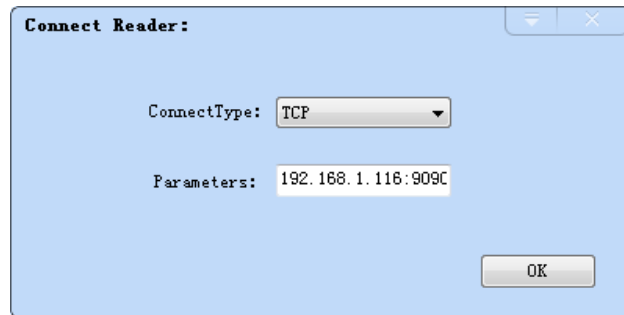 Connect Reader:
ConnectType: TCP
Parameters: 192.168.1.116:9090
OK